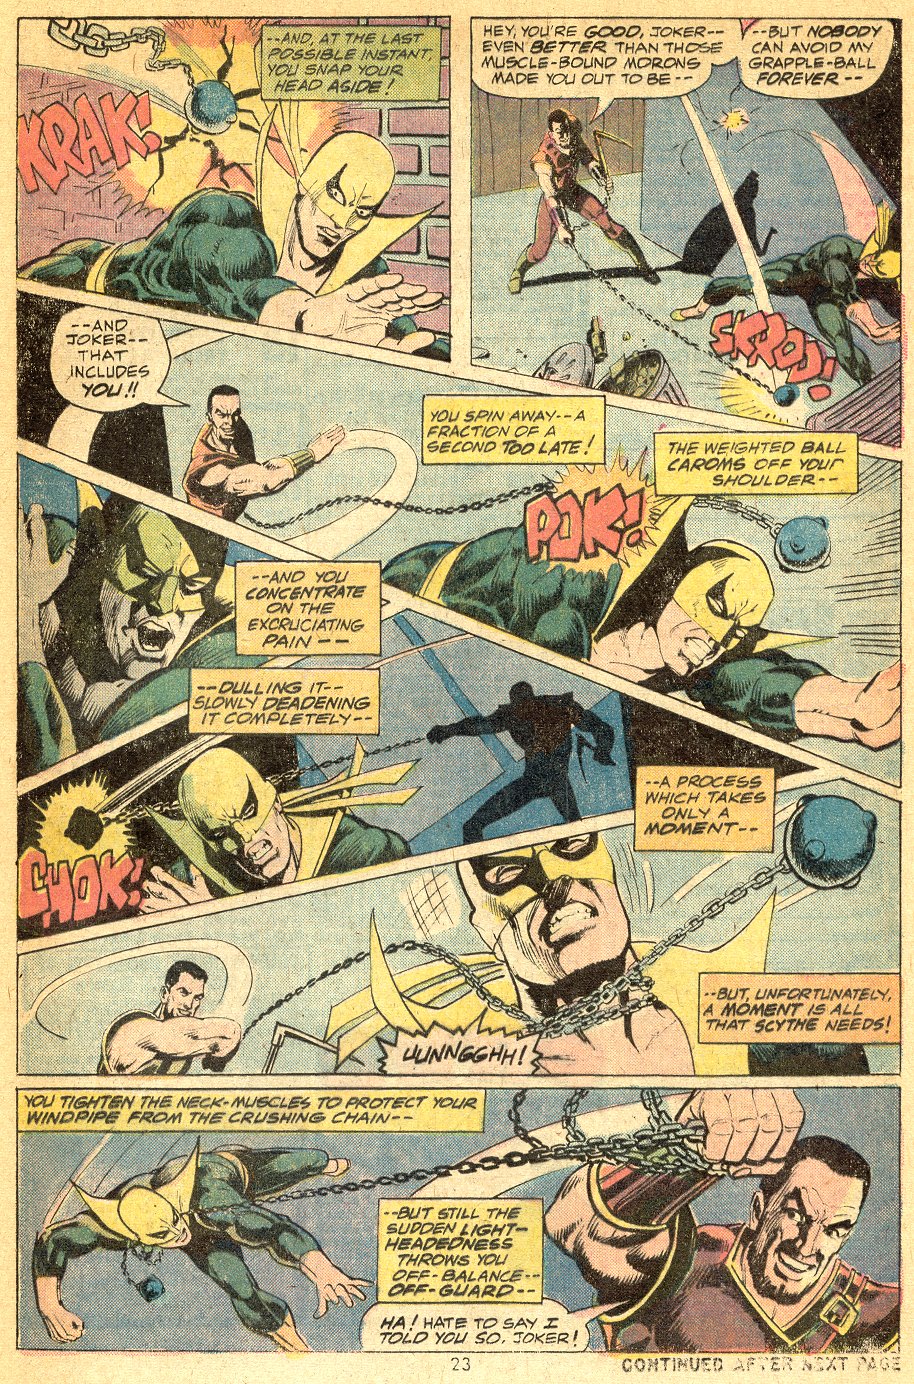 --AND, AT THE LAST
POSSIBLE INSTANT,
YOU SNAP YOUR
HEAD ASIDE!
KRAK!
HEY, YOU'RE GOOD, JOKER--
EVEN BETTER THAN THOSE
MUSCLE-BOUND MORONS
MADE YOU OUT TO BE--
--BUT NOBODY
CAN AVOID MY
GRAPPLE-BALL
FOREVER--
SKROD!
--AND
JOKER--
THAT
INCLUDES
YOU!!
YOU SPIN AWAY--A
FRACTION OF A
SECOND TOO LATE!
POK!
THE WEIGHTED BALL
CAROMS OFF YOUR
SHOULDER--
--AND YOU
CONCENTRATE
ON THE
EXCRUCIATING
PAIN--
--DULLING IT--
SLOWLY DEADENING
IT COMPLETELY--
CHOK!
--A PROCESS
WHICH TAKES
ONLY A
MOMENT--
--BUT, UNFORTUNATELY,
A MOMENT IS ALL
THAT SCYTHE NEEDS!
UUNNGGHH!
YOU TIGHTEN THE NECK-MUSCLES TO PROTECT YOUR
WINDPIPE FROM THE CRUSHING CHAIN--
--BUT STILL THE
SUDDEN LIGHT-
HEADEDNESS
THROWS YOU
OFF-BALANCE--
OFF-GUARD--
HA! HATE TO SAY I
TOLD YOU SO, JOKER!
23
CONTINUED AFTER NEXT PAGE